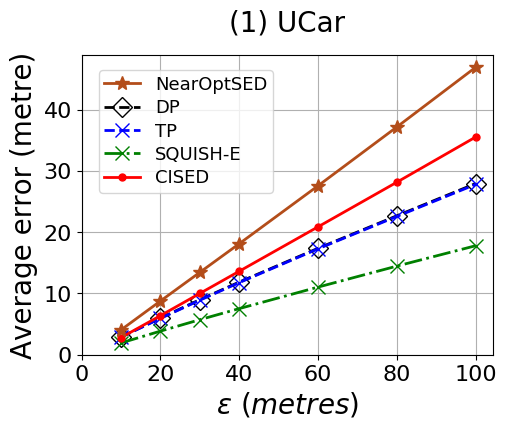 (1) UCar
Average error (metre)
40
30
20
10
0
NearOptSED
DP
TP
SQUISH-E
CISED
0 20 40 60 80 100
ε (metres)